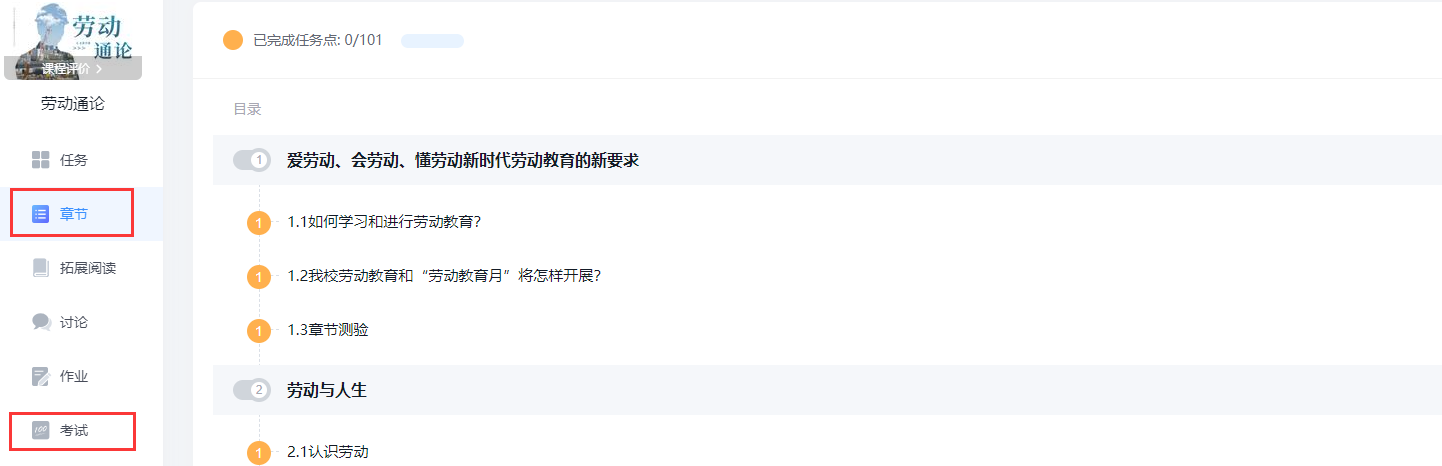 劳动
通论
课程评价 >
劳动通论
任务
章节
拓展阅读
讨论
作业
100 考试
已完成任务点: 0/101
目录
1 爱劳动、会劳动、懂劳动新时代劳动教育的新要求
1 1.1如何学习和进行劳动教育？
1 1.2我校劳动教育和“劳动教育月”将怎样开展？
1 1.3章节测验
2 劳动与人生
1 2.1认识劳动